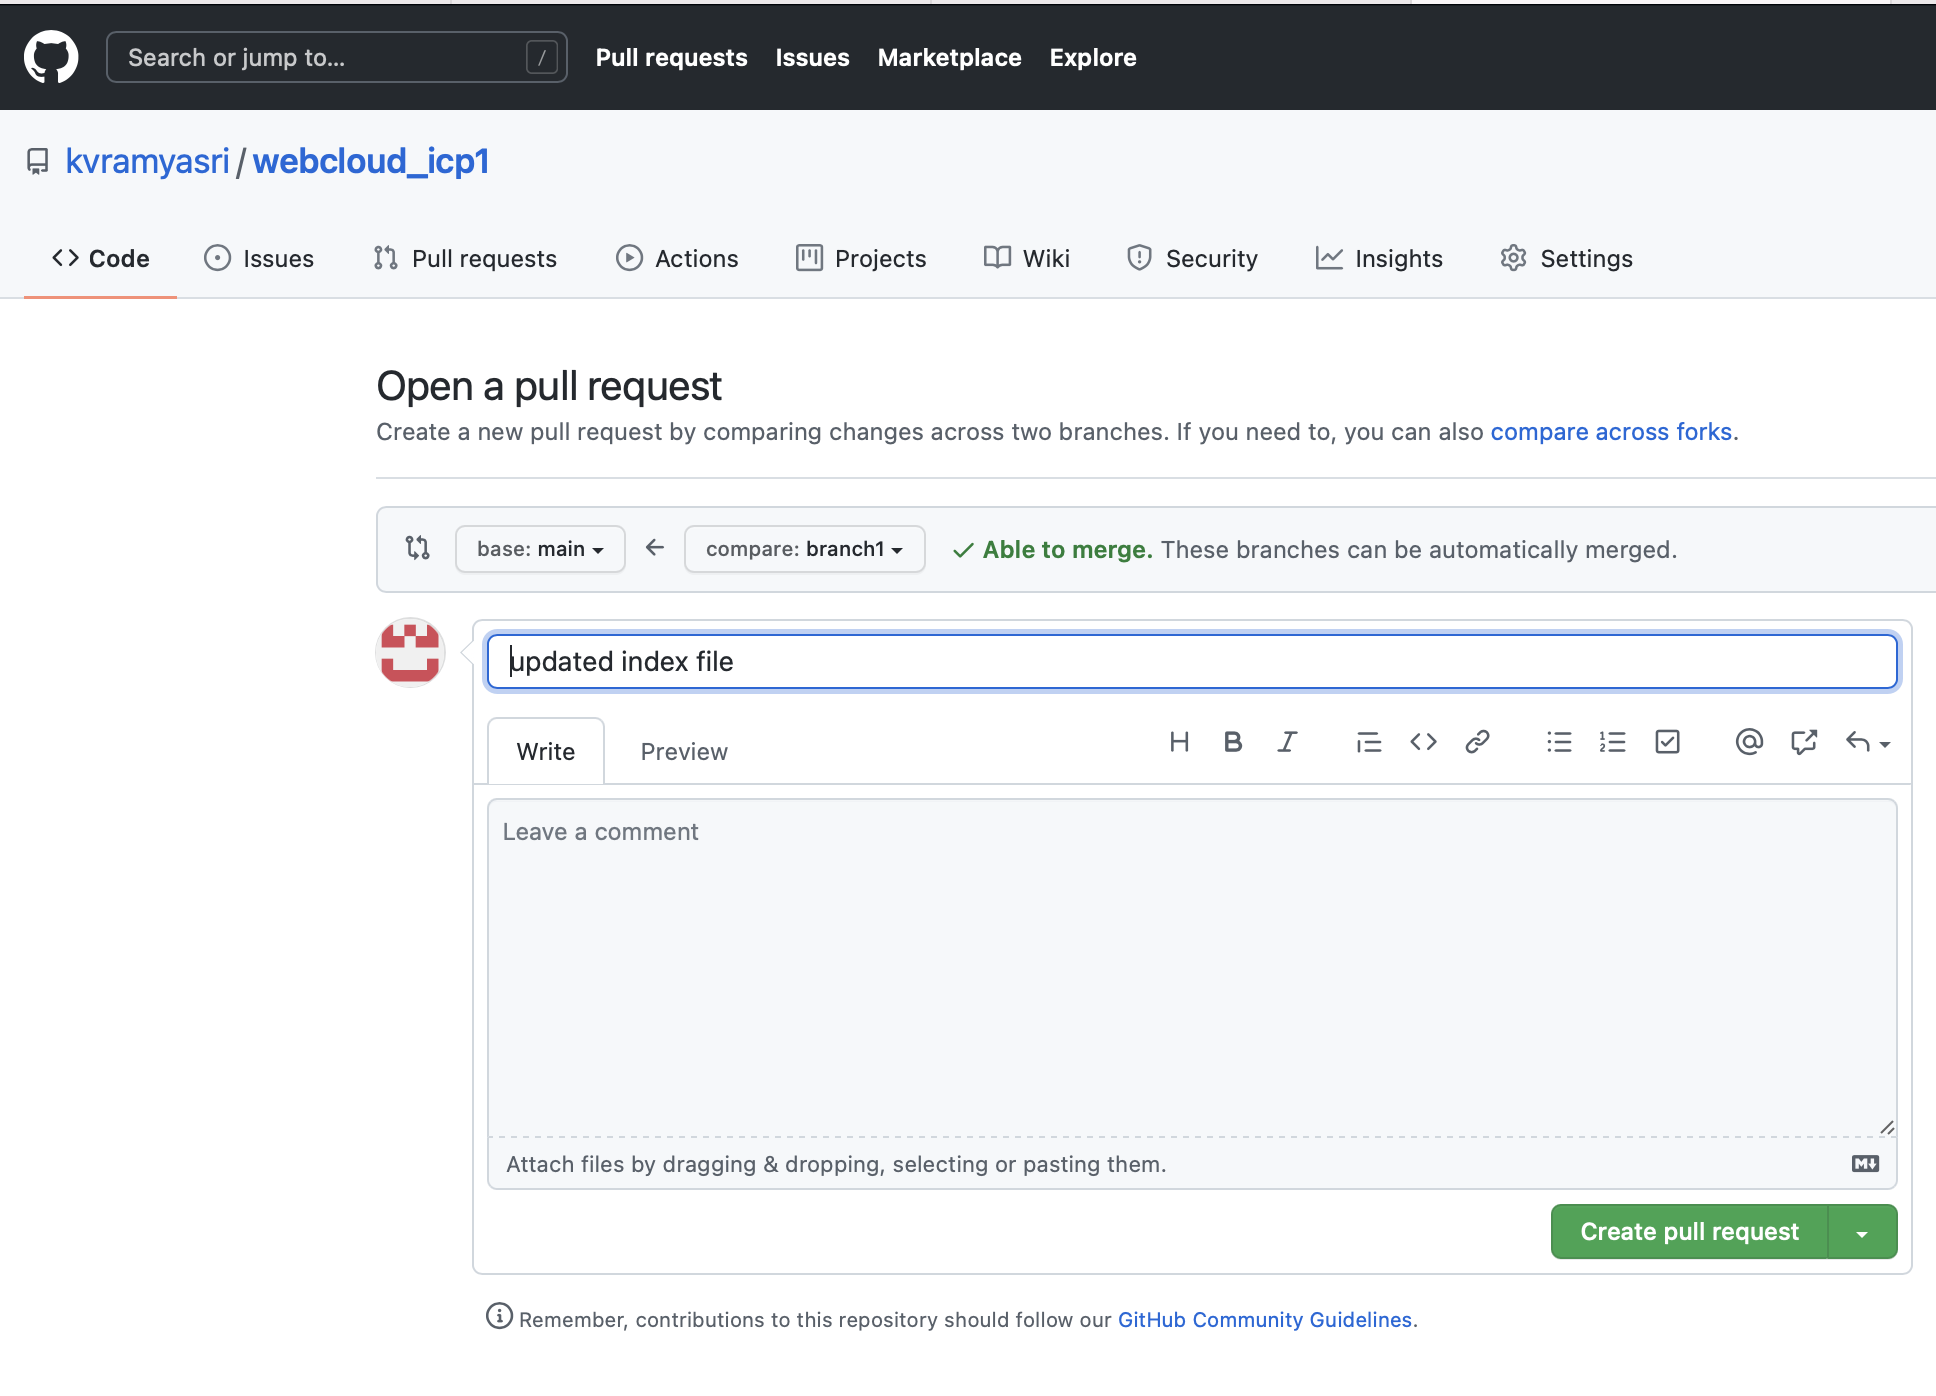 Search or jump to... /
Pull requests Issues Marketplace Explore
kvramyasri / webcloud_icp1
Code Issues Pull requests Actions Projects Wiki Security Insights Settings
Open a pull request
Create a new pull request by comparing changes across two branches. If you need to, you can also compare across forks.
base: main ← compare: branch1 ✓ Able to merge. These branches can be automatically merged.
updated index file
Write Preview H B I
Leave a comment
Attach files by dragging & dropping, selecting or pasting them.
Create pull request
Remember, contributions to this repository should follow our GitHub Community Guidelines.